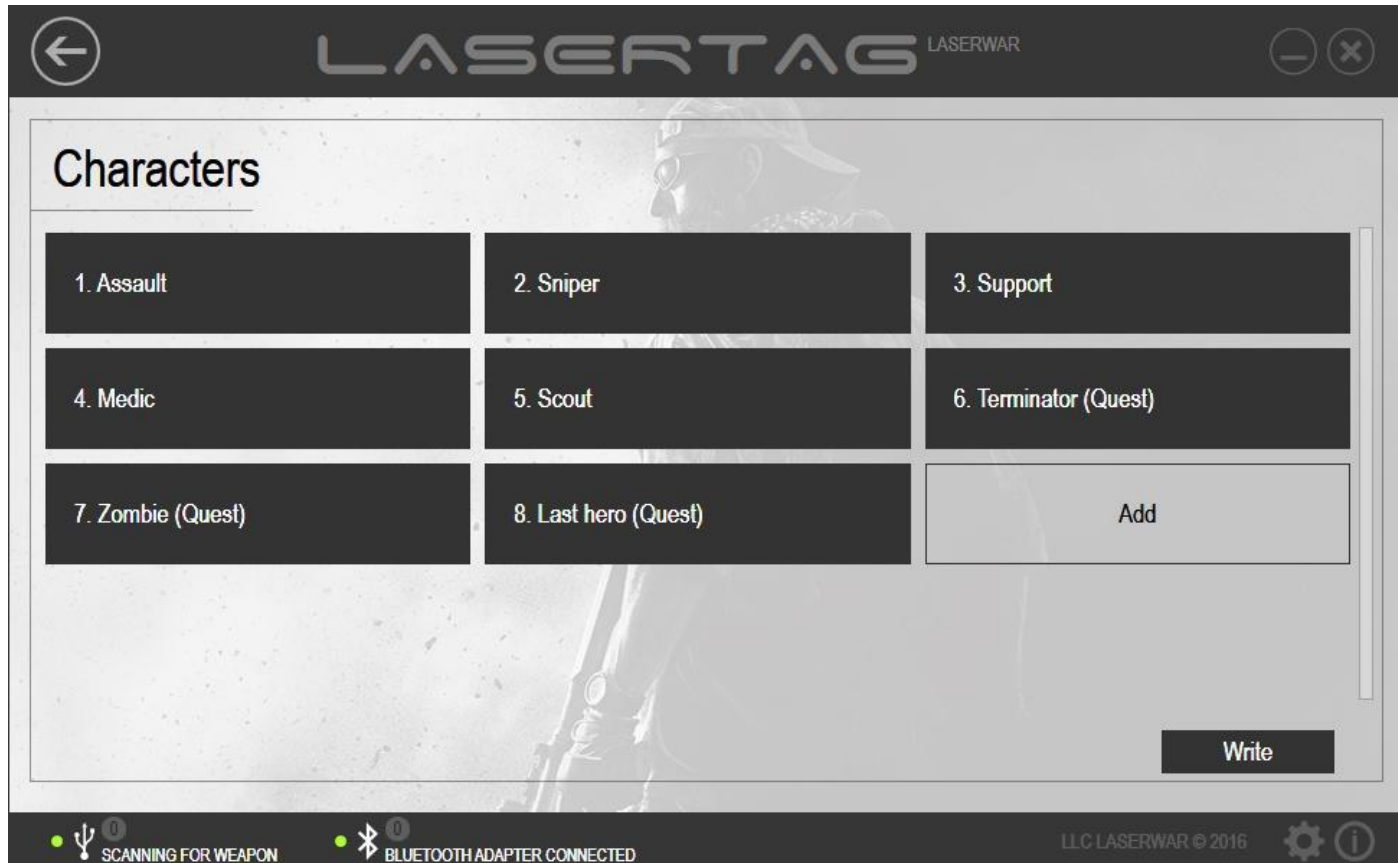 LASERTAG LASERWAR
Characters
1. Assault
2. Sniper
3. Support
4. Medic
5. Scout
6. Terminator (Quest)
7. Zombie (Quest)
8. Last hero (Quest)
Add
Write
0
SCANNING FOR WEAPON
0
BLUETOOTH ADAPTER CONNECTED
LLC LASERWAR © 2016